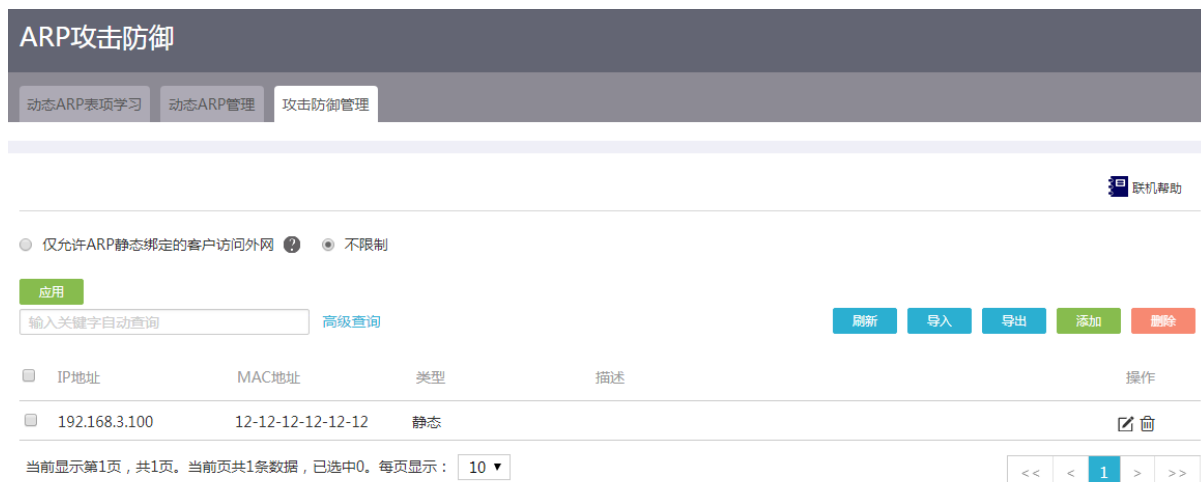 ARP攻击防御
动态ARP表项学习 动态ARP管理 攻击防御管理
联机帮助
仅允许ARP静态绑定的客户访问外网 ? 不限制
应用
输入关键字自动查询 高级查询 刷新 导入 导出 添加 删除
IP地址 MAC地址 类型 描述 操作
192.168.3.100 12-12-12-12-12-12 静态
当前显示第1页，共1页。当前页共1条数据，已选中0。每页显示： 10 ▼
<< < 1 > >>